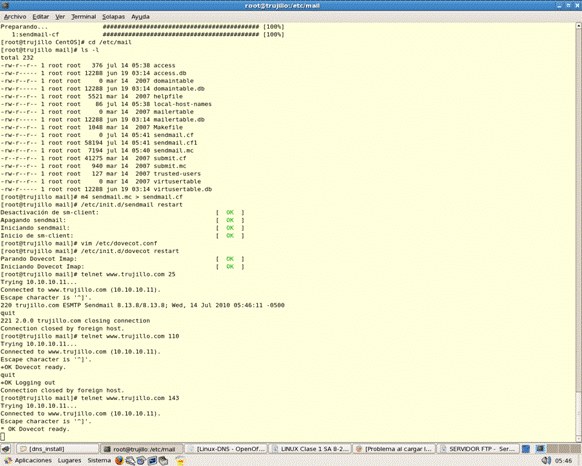 root@trujillo:/etc/mail
Archivo Editar Ver Terminal Solapas Ayuda
Preparando... ########################################### [100%]
1:sendmail-cf ########################################### [100%]
[root@trujillo CentOS]# cd /etc/mail
[root@trujillo mail]# ls -l
total 232
-rw-r--r-- 1 root root 376 jul 14 05:38 access
-rw-r----- 1 root root 12288 jun 19 03:14 access.db
-rw-r--r-- 1 root root 0 mar 14 2007 domaintable
-rw-r----- 1 root root 12288 jun 19 03:14 domaintable.db
-rw-r--r-- 1 root root 5521 mar 14 2007 helpfile
-rw-r--r-- 1 root root 86 jul 14 05:38 local-host-names
-rw-r--r-- 1 root root 0 mar 14 2007 mailertable
-rw-r----- 1 root root 12288 jun 19 03:14 mailertable.db
-rw-r--r-- 1 root root 1048 mar 14 2007 Makefile
-rw-r--r-- 1 root root 0 jul 14 05:41 sendmail.cf
-rw-r--r-- 1 root root 58194 jul 14 05:41 sendmail.cf1
-rw-r--r-- 1 root root 7194 jul 14 05:40 sendmail.mc
-r--r--r-- 1 root root 41275 mar 14 2007 submit.cf
-rw-r--r-- 1 root root 940 mar 14 2007 submit.mc
-rw-r--r-- 1 root root 127 mar 14 2007 trusted-users
-rw-r--r-- 1 root root 0 mar 14 2007 virtusertable
-rw-r----- 1 root root 12288 jun 19 03:14 virtusertable.db
[root@trujillo mail]# m4 sendmail.mc > sendmail.cf
[root@trujillo mail]# /etc/init.d/sendmail restart
Desactivación de sm-client: [ OK ]
Apagando sendmail: [ OK ]
Iniciando sendmail: [ OK ]
Inicio de sm-client: [ OK ]
[root@trujillo mail]# vim /etc/dovecot.conf
[root@trujillo mail]# /etc/init.d/dovecot restart
Parando Dovecot Imap: [ OK ]
Iniciando Dovecot Imap: [ OK ]
[root@trujillo mail]# telnet www.trujillo.com 25
Trying 10.10.10.11...
Connected to www.trujillo.com (10.10.10.11).
Escape character is '^]'.
220 trujillo.com ESMTP Sendmail 8.13.8/8.13.8; Wed, 14 Jul 2010 05:46:11 -0500
quit
221 2.0.0 trujillo.com closing connection
Connection closed by foreign host.
[root@trujillo mail]# telnet www.trujillo.com 110
Trying 10.10.10.11...
Connected to www.trujillo.com (10.10.10.11).
Escape character is '^]'.
+OK Dovecot ready.
quit
+OK Logging out
Connection closed by foreign host.
[root@trujillo mail]# telnet www.trujillo.com 143
Trying 10.10.10.11...
Connected to www.trujillo.com (10.10.10.11).
Escape character is '^]'.
* OK Dovecot ready.
[dns_install] root@trujillo:/etc/mail [Linux-DNS - OpenOf... LINUX Clase 1 SA 8-2... [Problema al cargar l... SERVIDOR FTP - Ser...
Aplicaciones Lugares Sistema 05:46